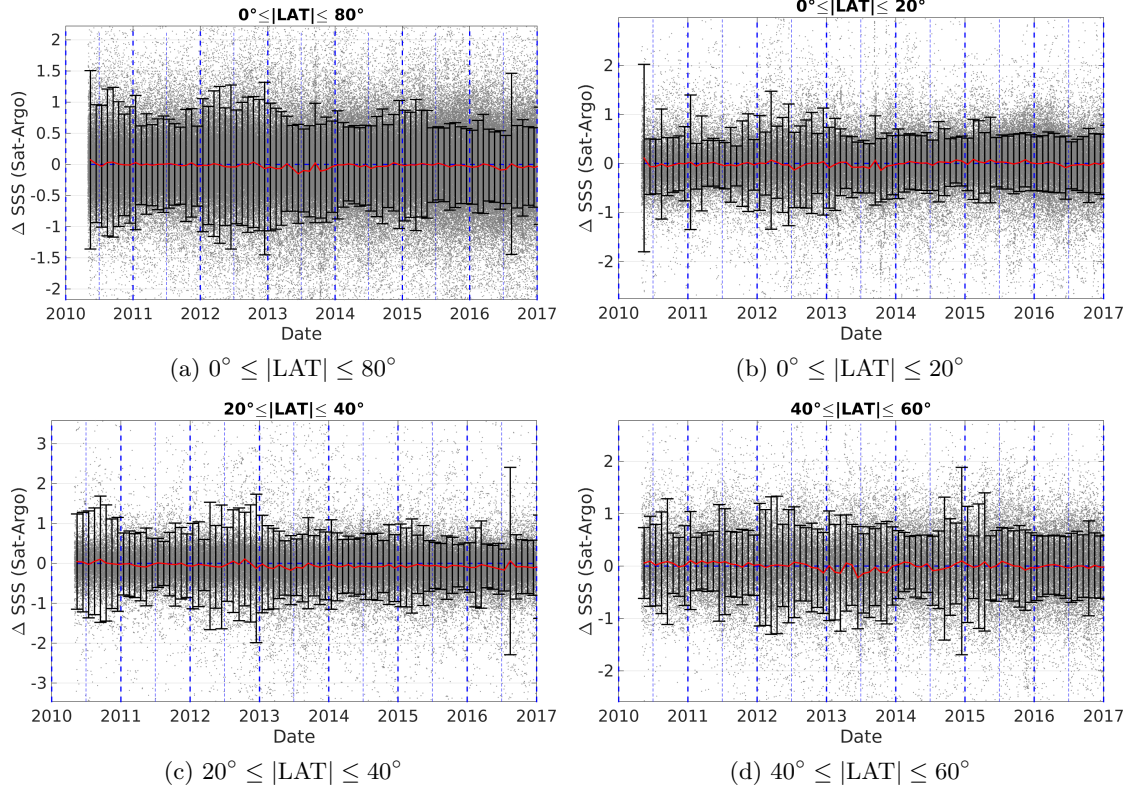 0°≤|LAT|≤ 80°
Δ SSS (Sat-Argo)
2
1.5
1
0.5
0
-0.5
-1
-1.5
-2
2010 2011 2012 2013 2014 2015 2016 2017
Date
(a) 0° ≤ |LAT| ≤ 80°
0°≤|LAT|≤ 20°
Δ SSS (Sat-Argo)
2
1
0
-1
-2
2010 2011 2012 2013 2014 2015 2016 2017
Date
(b) 0° ≤ |LAT| ≤ 20°
20°≤|LAT|≤ 40°
Δ SSS (Sat-Argo)
3
2
1
0
-1
-2
-3
2010 2011 2012 2013 2014 2015 2016 2017
Date
(c) 20° ≤ |LAT| ≤ 40°
40°≤|LAT|≤ 60°
Δ SSS (Sat-Argo)
2
1
0
-1
-2
2010 2011 2012 2013 2014 2015 2016 2017
Date
(d) 40° ≤ |LAT| ≤ 60°